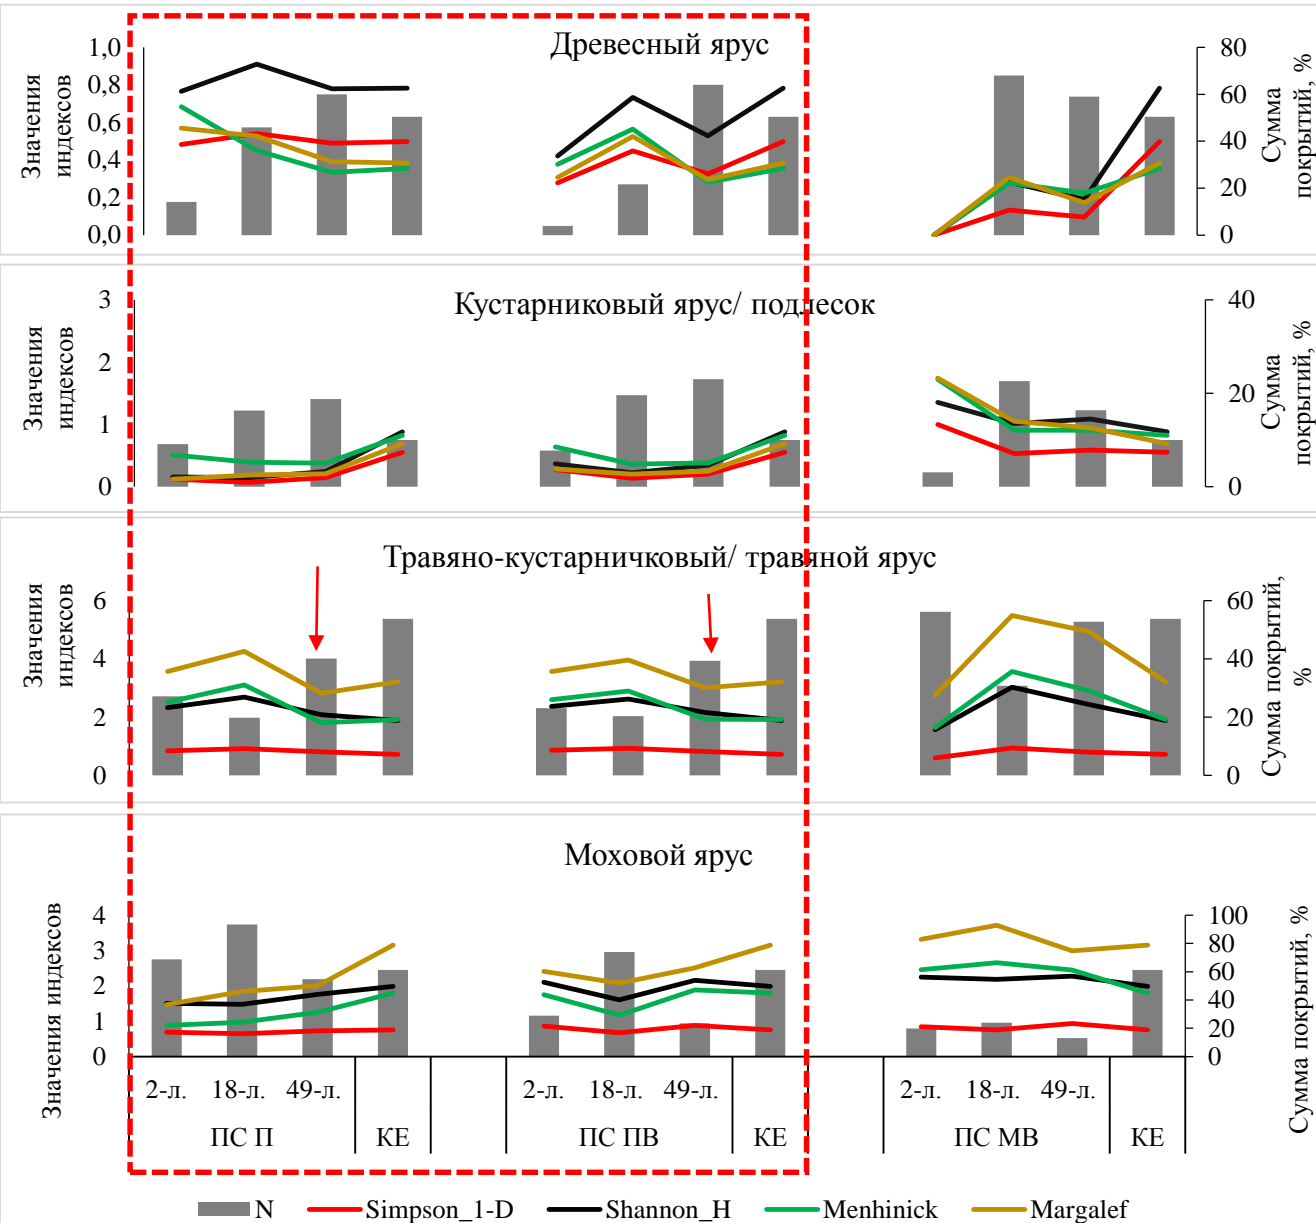 Древесный ярус
Значения
индексов
1,0
0,8
0,6
0,4
0,2
0,0
80
60
40
20
0
Сумма
покрытий, %
Кустарниковый ярус/ подлесок
Значения
индексов
3
2
1
0
40
20
0
Сумма
покрытий, %
Травяно-кустарничковый/ травяной ярус
Значения
индексов
6
4
2
0
60
40
20
0
Сумма покрытий,
%
Моховой ярус
Значения индексов
4
3
2
1
0
100
80
60
40
20
0
Сумма покрытий, %
2-л. 18-л. 49-л. 2-л. 18-л. 49-л. 2-л. 18-л. 49-л.
ПС П КЕ ПС ПВ КЕ ПС МВ КЕ
N Simpson_1-D Shannon_H Menhinick Margalef